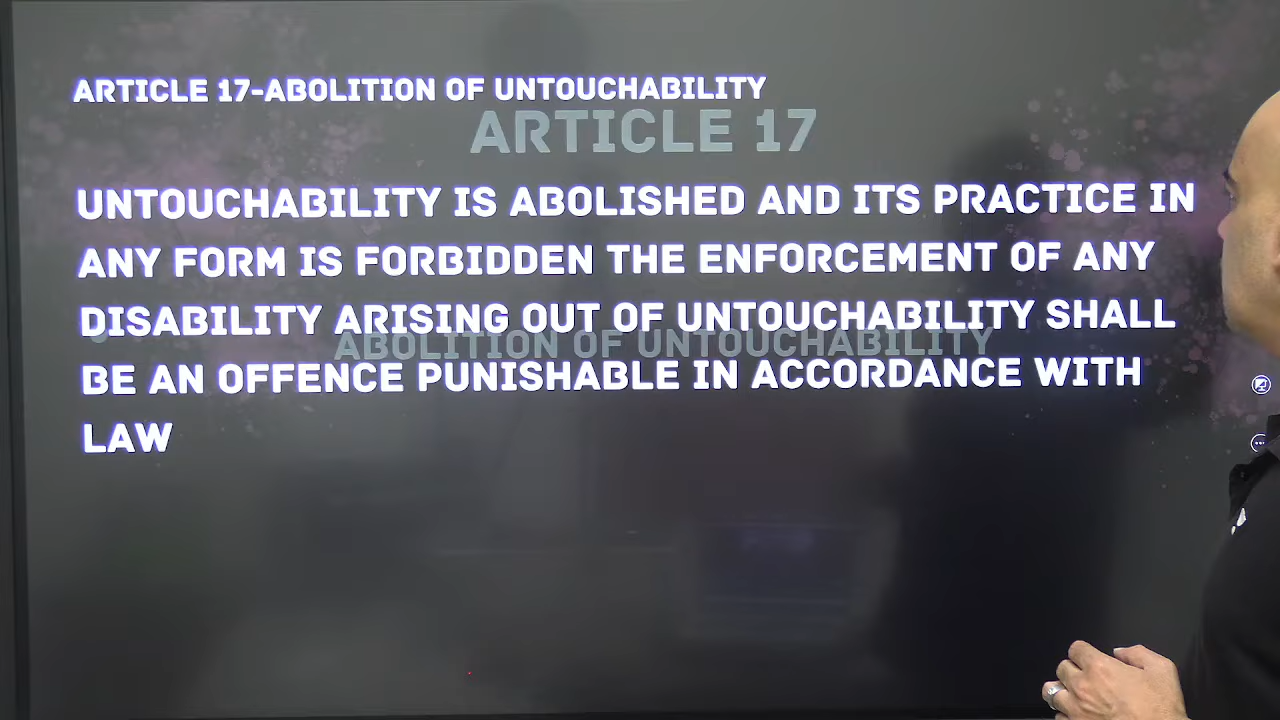 ARTICLE 17-ABOLITION OF UNTOUCHABILITY
ARTICLE 17
UNTOUCHABILITY IS ABOLISHED AND ITS PRACTICE IN
ANY FORM IS FORBIDDEN THE ENFORCEMENT OF ANY
DISABILITY ARISING OUT OF UNTOUCHABILITY SHALL
ABOLITION OF UNTOUCHABILITY
BE AN OFFENCE PUNISHABLE IN ACCORDANCE WITH
LAW